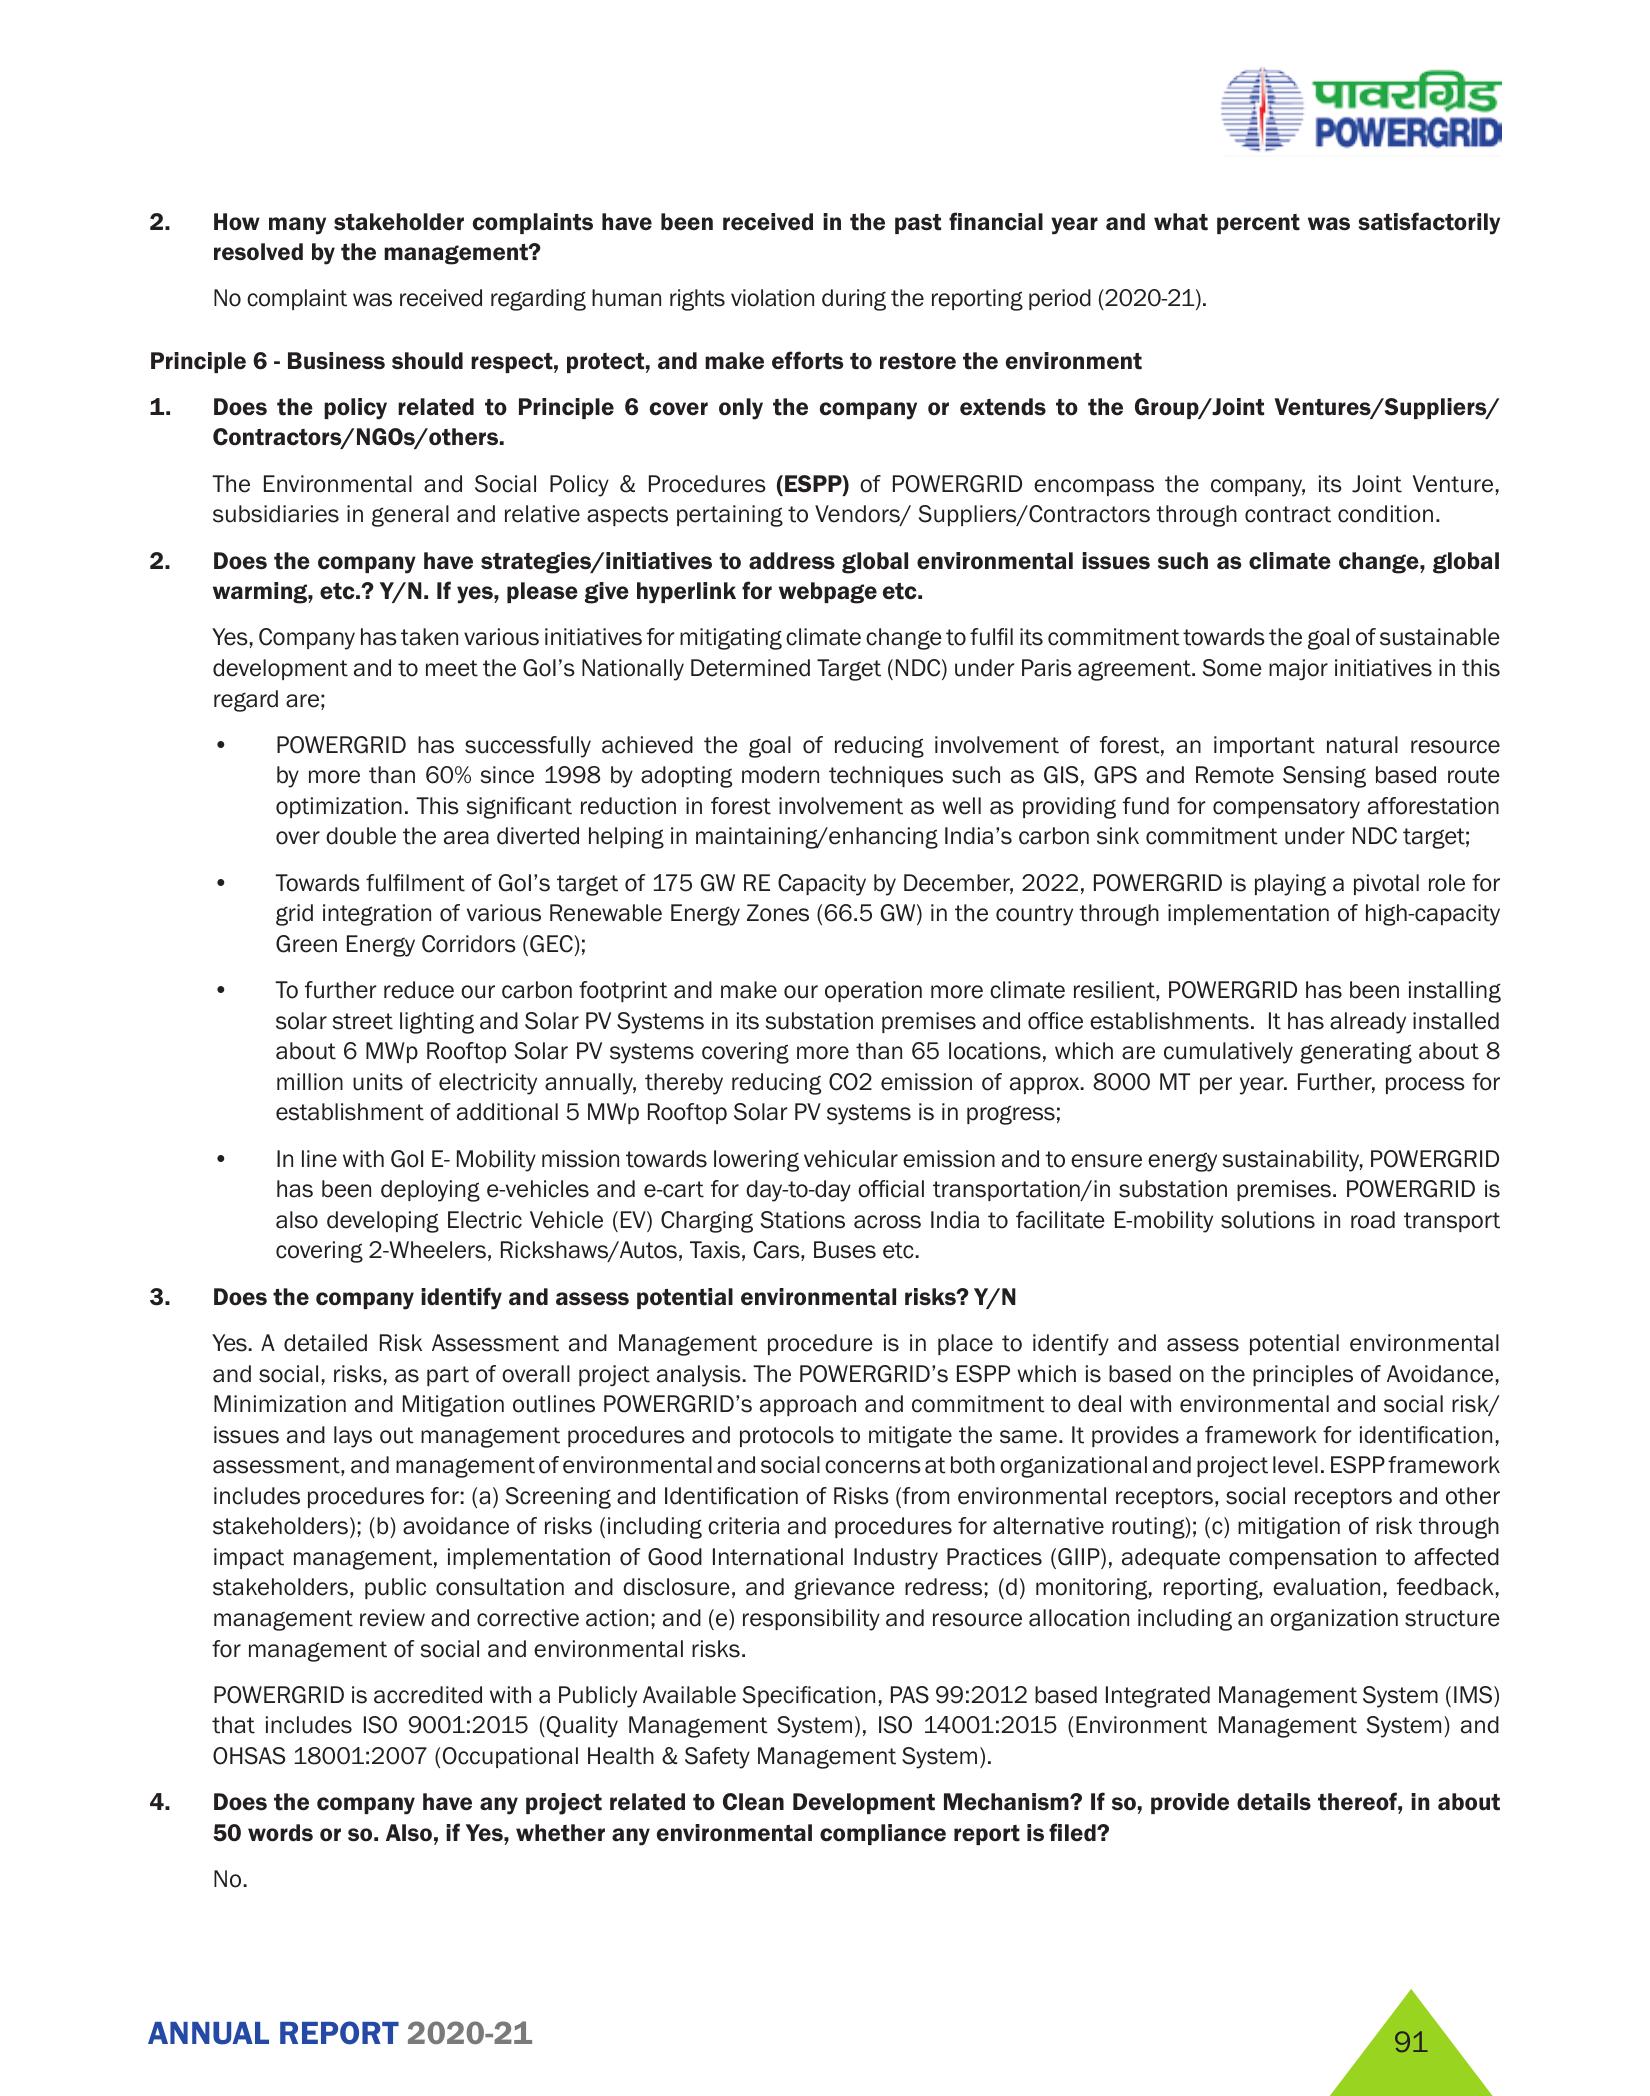 पावरग्रिड
POWERGRID
2. How many stakeholder complaints have been received in the past financial year and what percent was satisfactorily
resolved by the management?
No complaint was received regarding human rights violation during the reporting period (2020-21).
Principle 6 - Business should respect, protect, and make efforts to restore the environment
1. Does the policy related to Principle 6 cover only the company or extends to the Group/Joint Ventures/Suppliers/
Contractors/NGOs/others.
The Environmental and Social Policy & Procedures (ESPP) of POWERGRID encompass the company, its Joint Venture,
subsidiaries in general and relative aspects pertaining to Vendors/ Suppliers/Contractors through contract condition.
2. Does the company have strategies/initiatives to address global environmental issues such as climate change, global
warming, etc.? Y/N. If yes, please give hyperlink for webpage etc.
Yes, Company has taken various initiatives for mitigating climate change to fulfil its commitment towards the goal of sustainable
development and to meet the GoI's Nationally Determined Target (NDC) under Paris agreement. Some major initiatives in this
regard are;
• POWERGRID has successfully achieved the goal of reducing involvement of forest, an important natural resource
by more than 60% since 1998 by adopting modern techniques such as GIS, GPS and Remote Sensing based route
optimization. This significant reduction in forest involvement as well as providing fund for compensatory afforestation
over double the area diverted helping in maintaining/enhancing India's carbon sink commitment under NDC target;
• Towards fulfilment of GoI's target of 175 GW RE Capacity by December, 2022, POWERGRID is playing a pivotal role for
grid integration of various Renewable Energy Zones (66.5 GW) in the country through implementation of high-capacity
Green Energy Corridors (GEC);
• To further reduce our carbon footprint and make our operation more climate resilient, POWERGRID has been installing
solar street lighting and Solar PV Systems in its substation premises and office establishments. It has already installed
about 6 MWp Rooftop Solar PV systems covering more than 65 locations, which are cumulatively generating about 8
million units of electricity annually, thereby reducing CO2 emission of approx. 8000 MT per year. Further, process for
establishment of additional 5 MWp Rooftop Solar PV systems is in progress;
• In line with GoI E- Mobility mission towards lowering vehicular emission and to ensure energy sustainability, POWERGRID
has been deploying e-vehicles and e-cart for day-to-day official transportation/in substation premises. POWERGRID is
also developing Electric Vehicle (EV) Charging Stations across India to facilitate E-mobility solutions in road transport
covering 2-Wheelers, Rickshaws/Autos, Taxis, Cars, Buses etc.
3. Does the company identify and assess potential environmental risks? Y/N
Yes. A detailed Risk Assessment and Management procedure is in place to identify and assess potential environmental
and social, risks, as part of overall project analysis. The POWERGRID's ESPP which is based on the principles of Avoidance,
Minimization and Mitigation outlines POWERGRID's approach and commitment to deal with environmental and social risk/
issues and lays out management procedures and protocols to mitigate the same. It provides a framework for identification,
assessment, and management of environmental and social concerns at both organizational and project level. ESPP framework
includes procedures for: (a) Screening and Identification of Risks (from environmental receptors, social receptors and other
stakeholders); (b) avoidance of risks (including criteria and procedures for alternative routing); (c) mitigation of risk through
impact management, implementation of Good International Industry Practices (GIIP), adequate compensation to affected
stakeholders, public consultation and disclosure, and grievance redress; (d) monitoring, reporting, evaluation, feedback,
management review and corrective action; and (e) responsibility and resource allocation including an organization structure
for management of social and environmental risks.
POWERGRID is accredited with a Publicly Available Specification, PAS 99:2012 based Integrated Management System (IMS)
that includes ISO 9001:2015 (Quality Management System), ISO 14001:2015 (Environment Management System) and
OHSAS 18001:2007 (Occupational Health & Safety Management System).
4. Does the company have any project related to Clean Development Mechanism? If so, provide details thereof, in about
50 words or so. Also, if Yes, whether any environmental compliance report is filed?
No.
ANNUAL REPORT 2020-21
91